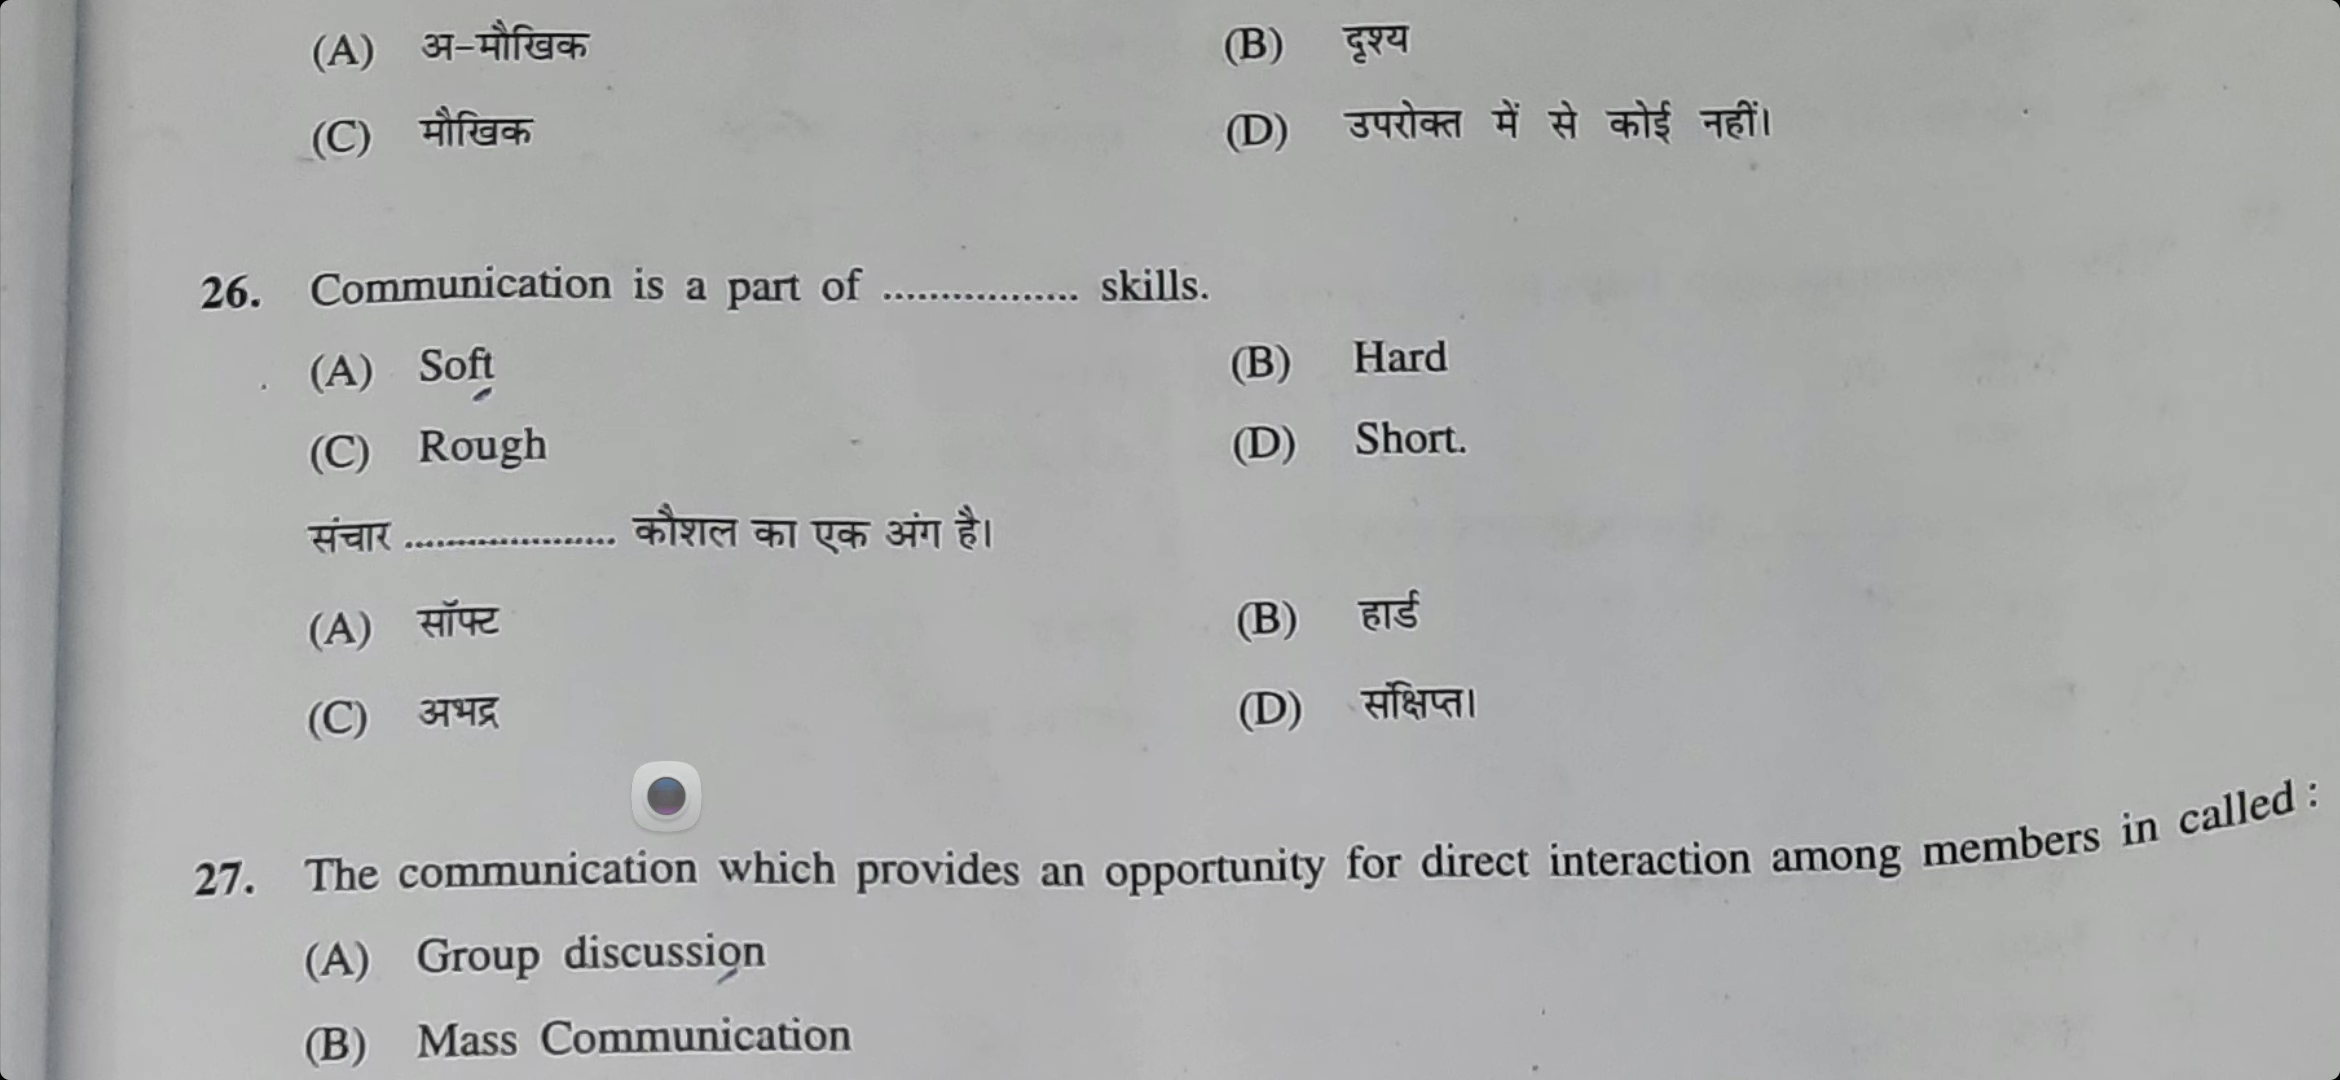 (A) अ-मौखिक (B) दृश्य
(C) मौखिक (D) उपरोक्त में से कोई नहीं।
26. Communication is a part of ................. skills.
(A) Soft (B) Hard
(C) Rough (D) Short.
संचार ................... कौशल का एक अंग है।
(A) सॉफ्ट (B) हार्ड
(C) अभद्र (D) संक्षिप्त।
27. The communication which provides an opportunity for direct interaction among members in called :
(A) Group discussion
(B) Mass Communication